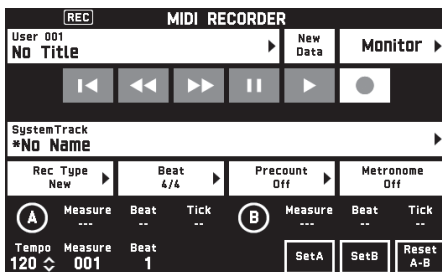 REC MIDI RECORDER
User 001
No Title
New
Data
Monitor
SystemTrack
*No Name
Rec Type
New
Beat
4/4
Precount
Off
Metronome
Off
A Measure Beat Tick B Measure Beat Tick
--- -- -- --- -- --
Tempo Measure Beat
120 001 1
SetA SetB Reset
A-B